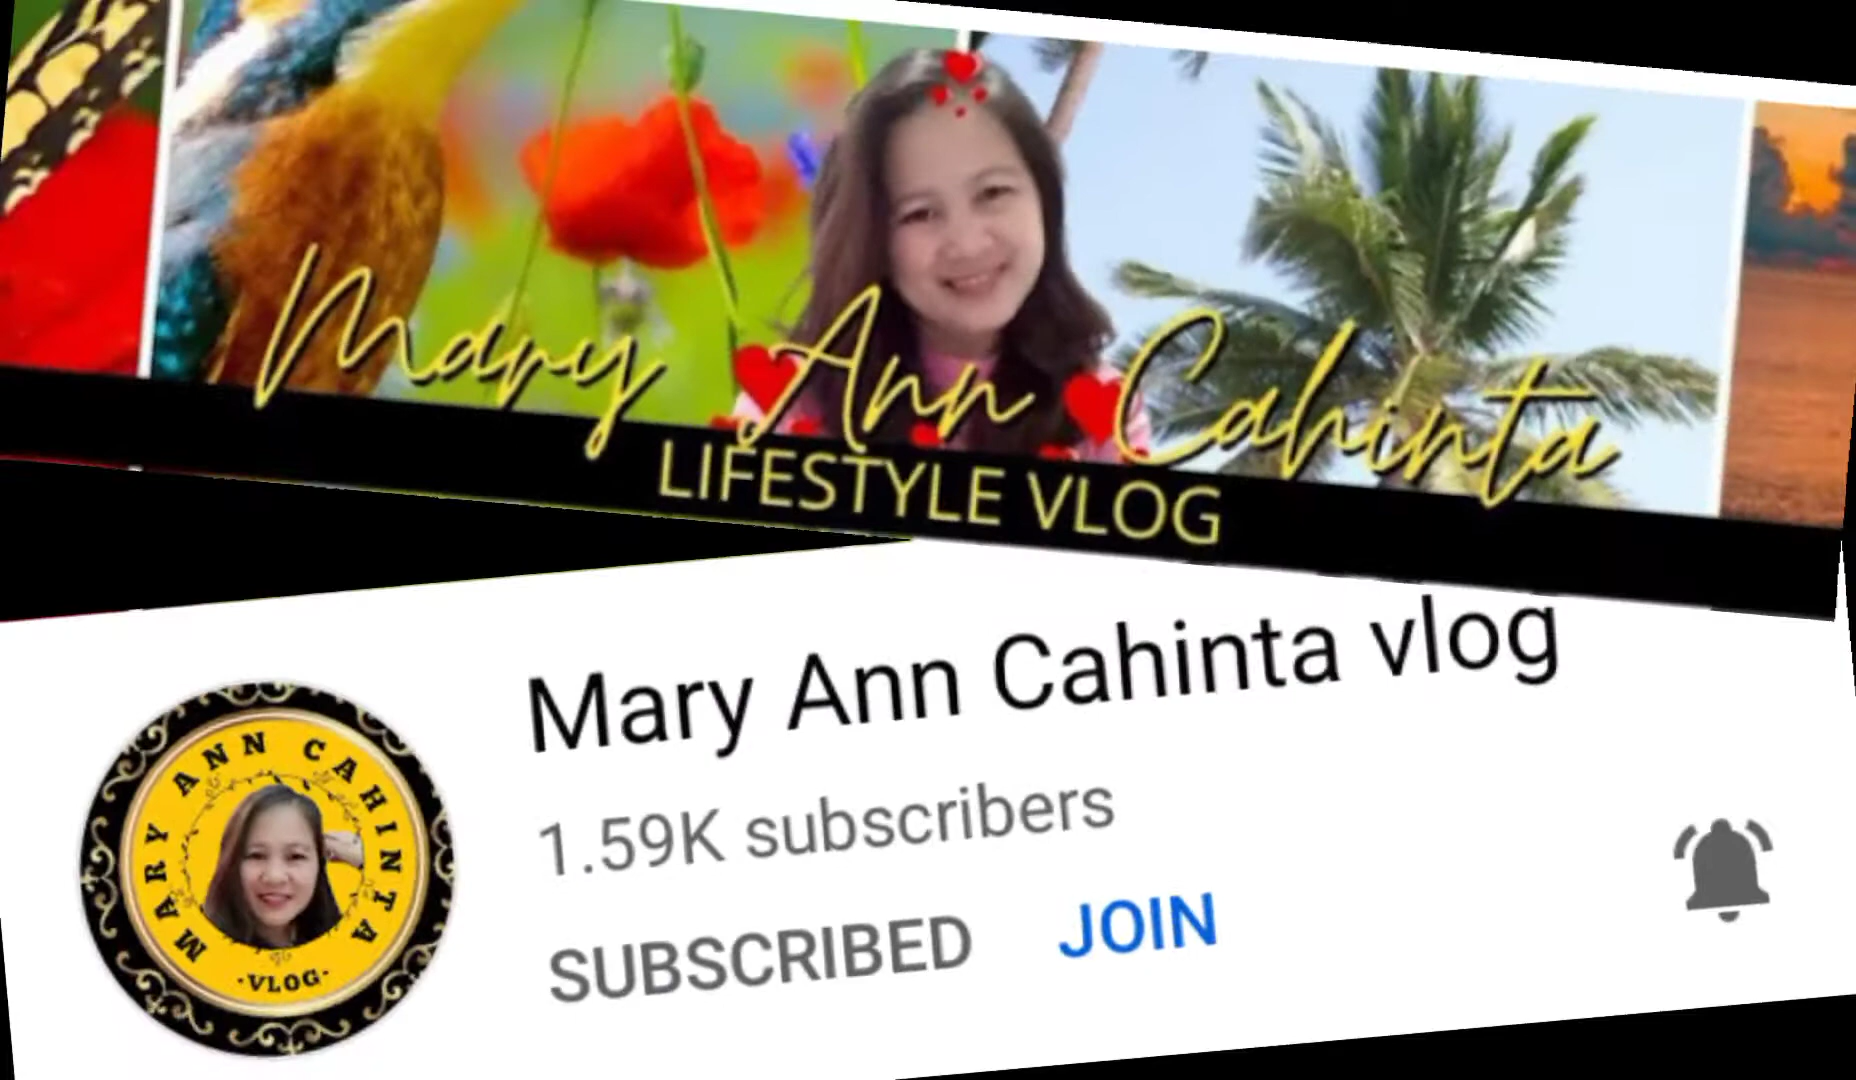 Mary Ann Cahinta
LIFESTYLE VLOG
Mary Ann Cahinta vlog
1.59K subscribers
SUBSCRIBED JOIN
MARY ANN CAHINTA
·VLOG·